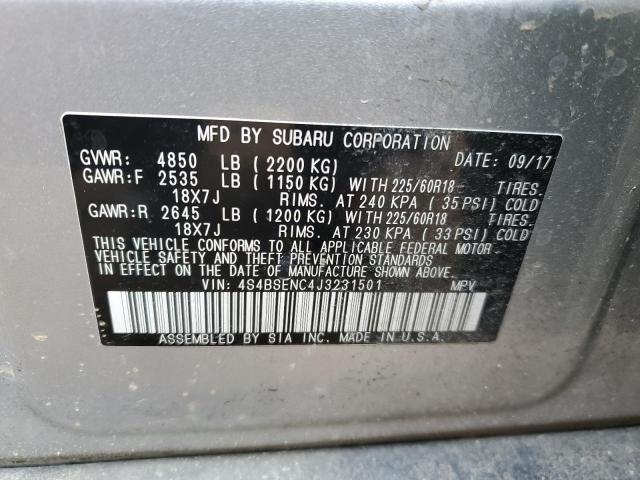 MFD BY SUBARU CORPORATION
GVWR: 4850 LB (2200 KG) DATE: 09/17
GAWR:F 2535 LB (1150 KG) WITH 225/60R18 TIRES.
18X7J RIMS. AT 240 KPA (35 PSI) COLD
GAWR:R 2645 LB (1200 KG) WITH 225/60R18 TIRES.
18X7J RIMS. AT 230 KPA (33 PSI) COLD
THIS VEHICLE CONFORMS TO ALL APPLICABLE FEDERAL MOTOR
VEHICLE SAFETY AND THEFT PREVENTION STANDARDS
IN EFFECT ON THE DATE OF MANUFACTURE SHOWN ABOVE.
VIN: 4S4BSENC4J3231501 MPV
ASSEMBLED BY SIA INC. MADE IN U.S.A.